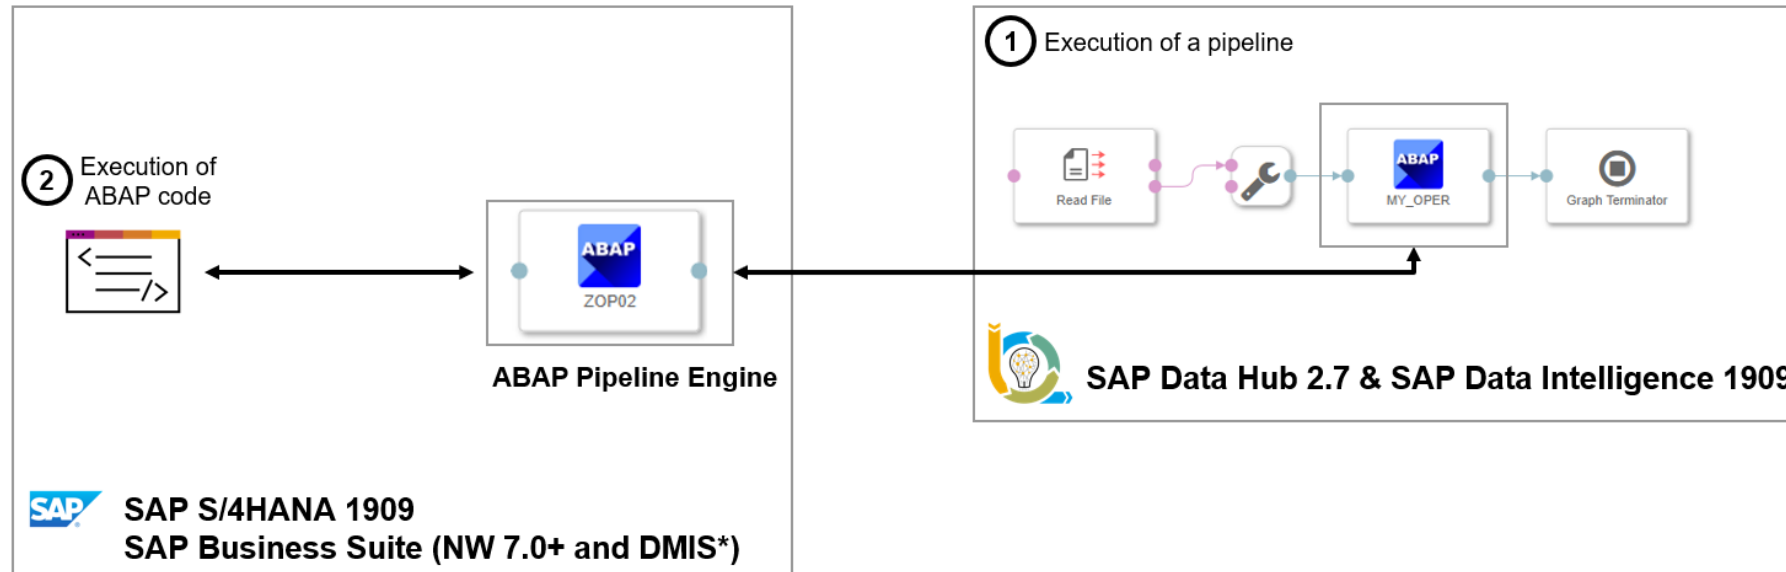 1 Execution of a pipeline
Read File
ABAP
MY_OPER
Graph Terminator
SAP Data Hub 2.7 & SAP Data Intelligence 1909
2 Execution of
ABAP code
< />
ABAP
ZOP02
ABAP Pipeline Engine
SAP
SAP S/4HANA 1909
SAP Business Suite (NW 7.0+ and DMIS*)